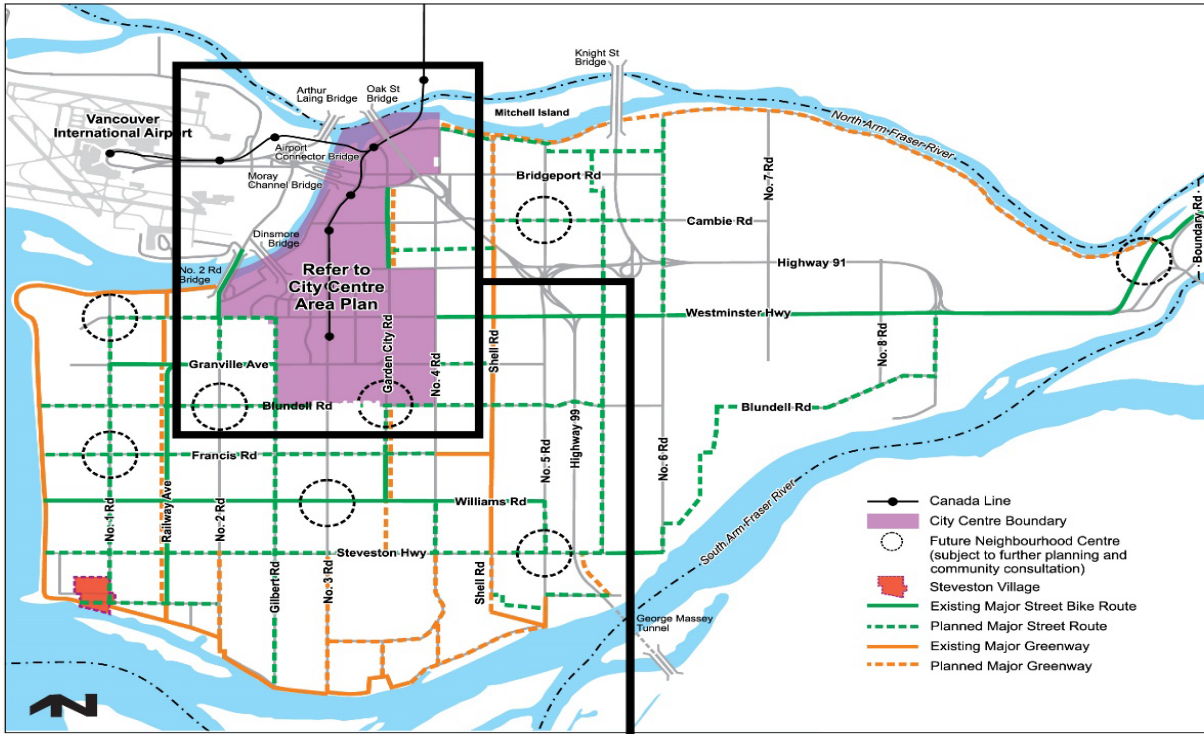 Knight St
Bridge
Arthur
Laing Bridge
Oak St
Bridge
Mitchell Island
Vancouver
International Airport
North Arm Fraser River
Airport
Connector Bridge
Moray
Channel Bridge
Bridgeport Rd
No. 7 Rd
Boundary Rd
Cambie Rd
Dinsmore
Bridge
No. 2 Rd
Bridge
Refer to
City Centre
Area Plan
Highway 91
Westminster Hwy
Garden City Rd
No. 4 Rd
Shell Rd
No. 8 Rd
Granville Ave
Blundell Rd
Blundell Rd
Highway 99
Francis Rd
No. 5 Rd
No. 6 Rd
No. 1 Rd
Railway Ave
No. 2 Rd
Williams Rd
Steveston Hwy
Gilbert Rd
No. 3 Rd
Shell Rd
South Arm Fraser River
George Massey
Tunnel
Canada Line
City Centre Boundary
Future Neighbourhood Centre
(subject to further planning and
community consultation)
Steveston Village
Existing Major Street Bike Route
Planned Major Street Route
Existing Major Greenway
Planned Major Greenway
N